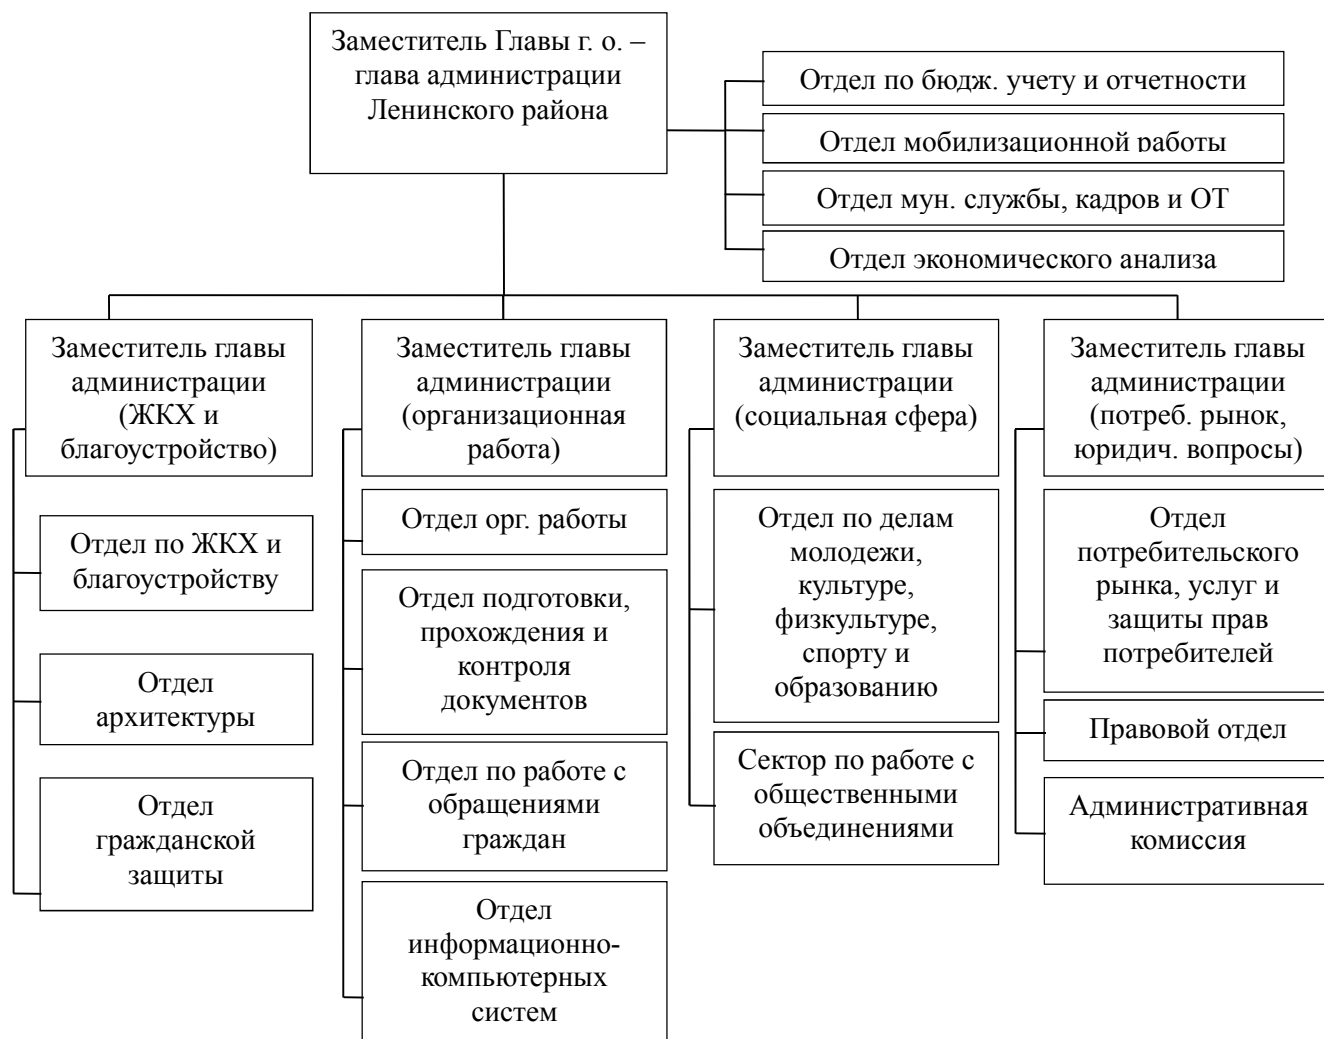 Заместитель Главы г. о. –
глава администрации
Ленинского района
Отдел по бюдж. учету и отчетности
Отдел мобилизационной работы
Отдел мун. службы, кадров и ОТ
Отдел экономического анализа
Заместитель главы
администрации
(ЖКХ и
благоустройство)
Отдел по ЖКХ и
благоустройству
Отдел
архитектуры
Отдел
гражданской
защиты
Заместитель главы
администрации
(организационная
работа)
Отдел орг. работы
Отдел подготовки,
прохождения и
контроля
документов
Отдел по работе с
обращениями
граждан
Отдел
информационно-
компьютерных
систем
Заместитель главы
администрации
(социальная сфера)
Отдел по делам
молодежи,
культуре,
физкультуре,
спорту и
образованию
Сектор по работе с
общественными
объединениями
Заместитель главы
администрации
(потреб. рынок,
юридич. вопросы)
Отдел
потребительского
рынка, услуг и
защиты прав
потребителей
Правовой отдел
Административная
комиссия